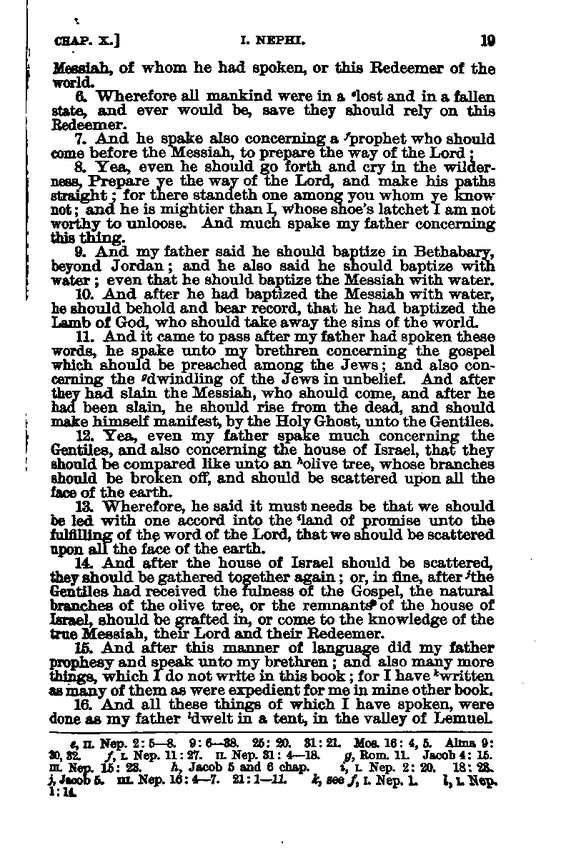 CHAP. X.] I. NEPHI. 19
Messiah, of whom he had spoken, or this Redeemer of the
world.
6. Wherefore all mankind were in a ᵉlost and in a fallen
state, and ever would be, save they should rely on this
Redeemer.
7. And he spake also concerning a ᶠprophet who should
come before the Messiah, to prepare the way of the Lord;
8. Yea, even he should go forth and cry in the wilder-
ness, Prepare ye the way of the Lord, and make his paths
straight; for there standeth one among you whom ye know
not; and he is mightier than I, whose shoe's latchet I am not
worthy to unloose. And much spake my father concerning
this thing.
9. And my father said he should baptize in Bethabary,
beyond Jordan; and he also said he should baptize with
water; even that he should baptize the Messiah with water.
10. And after he had baptized the Messiah with water,
he should behold and bear record, that he had baptized the
Lamb of God, who should take away the sins of the world.
11. And it came to pass after my father had spoken these
words, he spake unto my brethren concerning the gospel
which should be preached among the Jews; and also con-
cerning the ᵍdwindling of the Jews in unbelief. And after
they had slain the Messiah, who should come, and after he
had been slain, he should rise from the dead, and should
make himself manifest, by the Holy Ghost, unto the Gentiles.
12. Yea, even my father spake much concerning the
Gentiles, and also concerning the house of Israel, that they
should be compared like unto an ʰolive tree, whose branches
should be broken off, and should be scattered upon all the
face of the earth.
13. Wherefore, he said it must needs be that we should
be led with one accord into the ⁱland of promise unto the
fulfilling of the word of the Lord, that we should be scattered
upon all the face of the earth.
14. And after the house of Israel should be scattered,
they should be gathered together again; or, in fine, after ʲthe
Gentiles had received the fulness of the Gospel, the natural
branches of the olive tree, or the remnants of the house of
Israel, should be grafted in, or come to the knowledge of the
true Messiah, their Lord and their Redeemer.
15. And after this manner of language did my father
prophesy and speak unto my brethren; and also many more
things, which I do not write in this book; for I have ᵏwritten
as many of them as were expedient for me in mine other book.
16. And all these things of which I have spoken, were
done as my father ˡdwelt in a tent, in the valley of Lemuel.
e, II. Nep. 2: 5—8. 9: 6—38. 25: 20. 31: 21. Mos. 16: 4, 5. Alma 9:
30, 32. f, I. Nep. 11: 27. II. Nep. 31: 4—18. g, Rom. 11. Jacob 4: 15.
III. Nep. 15: 23. h, Jacob 5 and 6 chap. i, I. Nep. 2: 20. 18: 23.
j, Jacob 5. III. Nep. 16: 4—7. 21: 1—11. k, see f, I. Nep. 1. l, I. Nep.
1: 14.